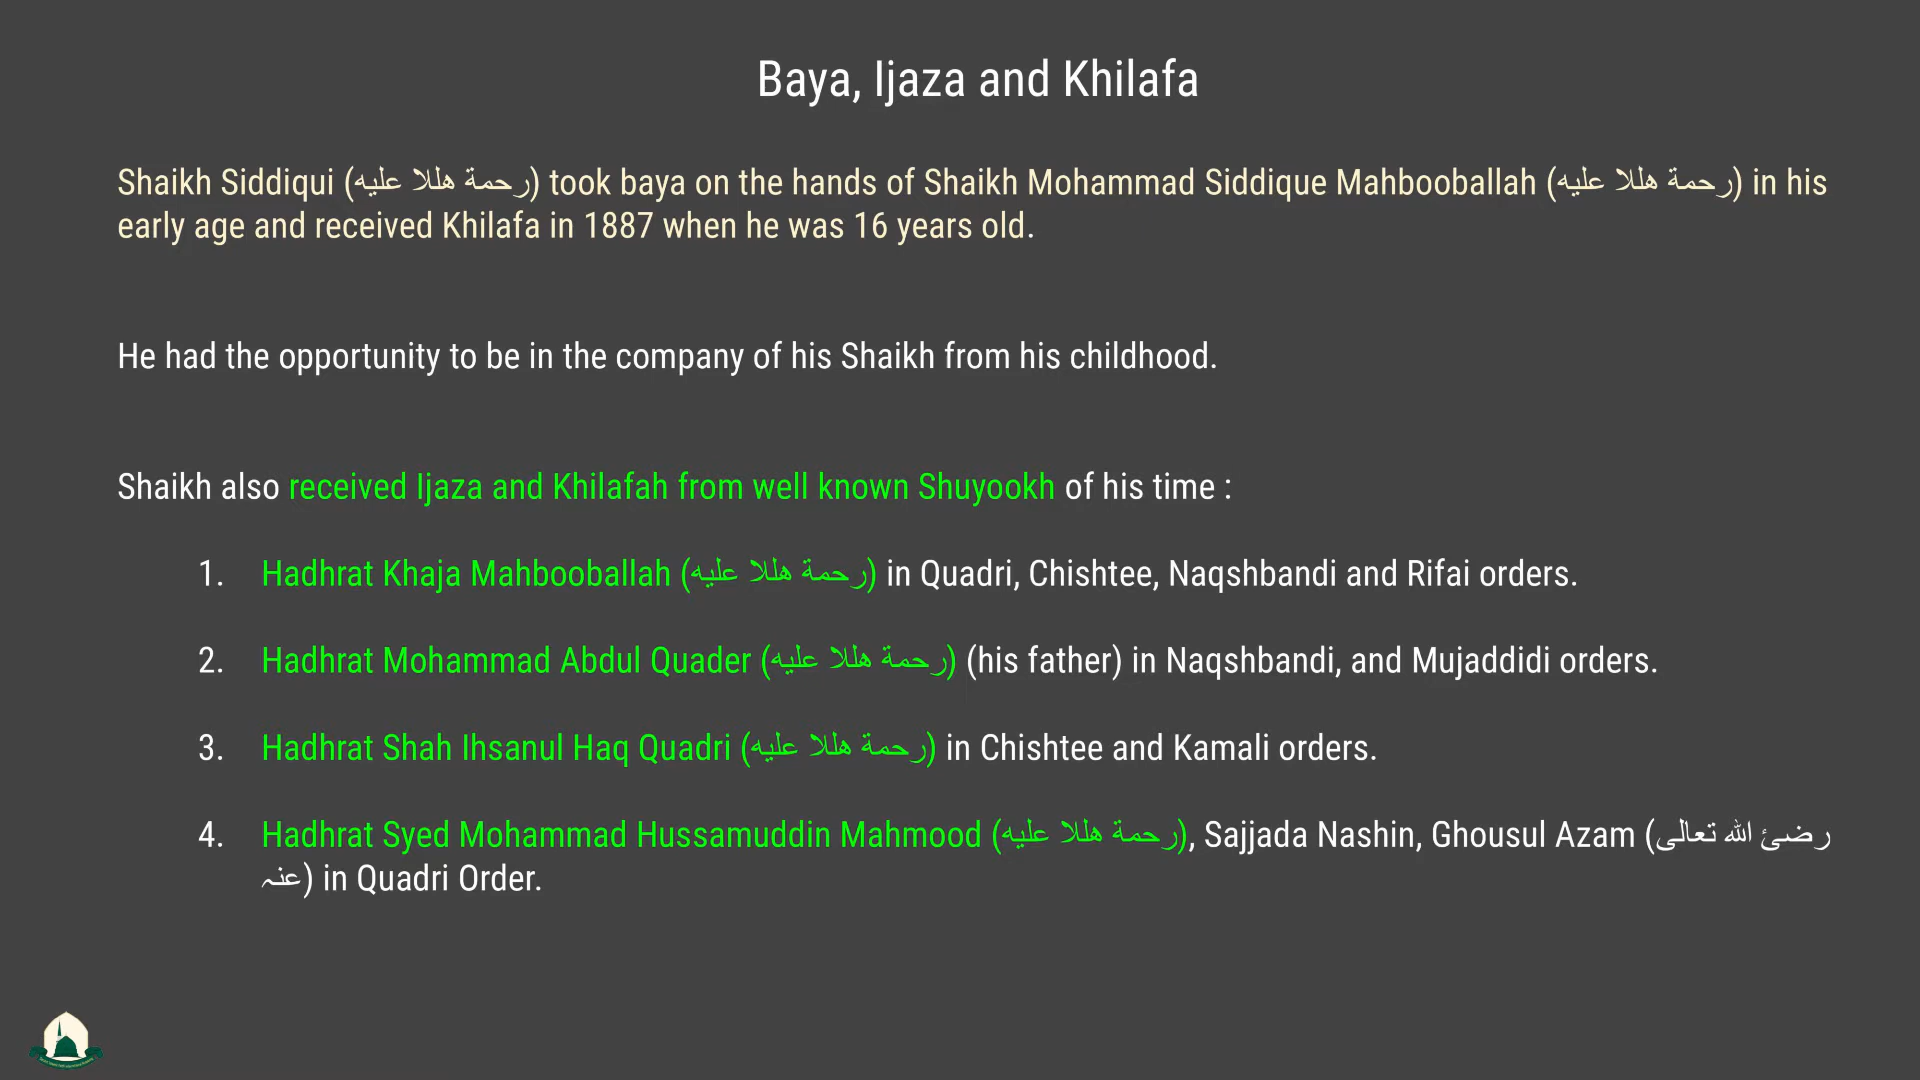 Baya, Ijaza and Khilafa
Shaikh Siddiqui (رحمة هللا عليه) took baya on the hands of Shaikh Mohammad Siddique Mahbooballah (رحمة هللا عليه) in his
early age and received Khilafa in 1887 when he was 16 years old.
He had the opportunity to be in the company of his Shaikh from his childhood.
Shaikh also received Ijaza and Khilafah from well known Shuyookh of his time :
1. Hadhrat Khaja Mahbooballah (رحمة هللا عليه) in Quadri, Chishtee, Naqshbandi and Rifai orders.
2. Hadhrat Mohammad Abdul Quader (رحمة هللا عليه) (his father) in Naqshbandi, and Mujaddidi orders.
3. Hadhrat Shah Ihsanul Haq Quadri (رحمة هللا عليه) in Chishtee and Kamali orders.
4. Hadhrat Syed Mohammad Hussamuddin Mahmood (رحمة هللا عليه), Sajjada Nashin, Ghousul Azam (رضئ الله تعالی
عنہ) in Quadri Order.